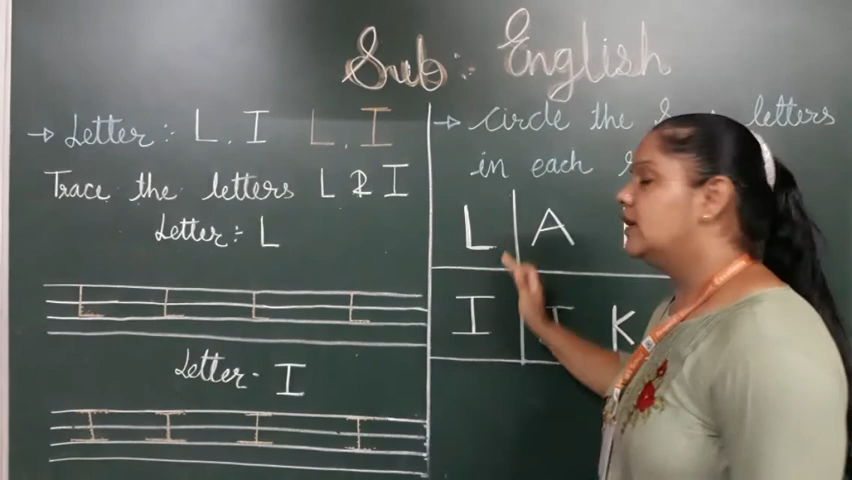 Sub: English
→ Letter :- L, I L, I
Trace the letters L & I
Letter :- L
L L L L
Letter - I
I I I I
→ Circle the letters
in each
L A
I I K